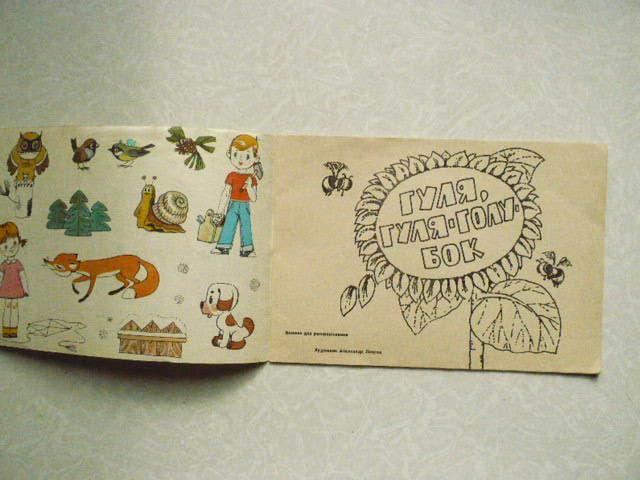 ГУЛЯ,
ГУЛЯ-ГОЛУ-
БОК
Книжка для раскрашивания
Художник Александр